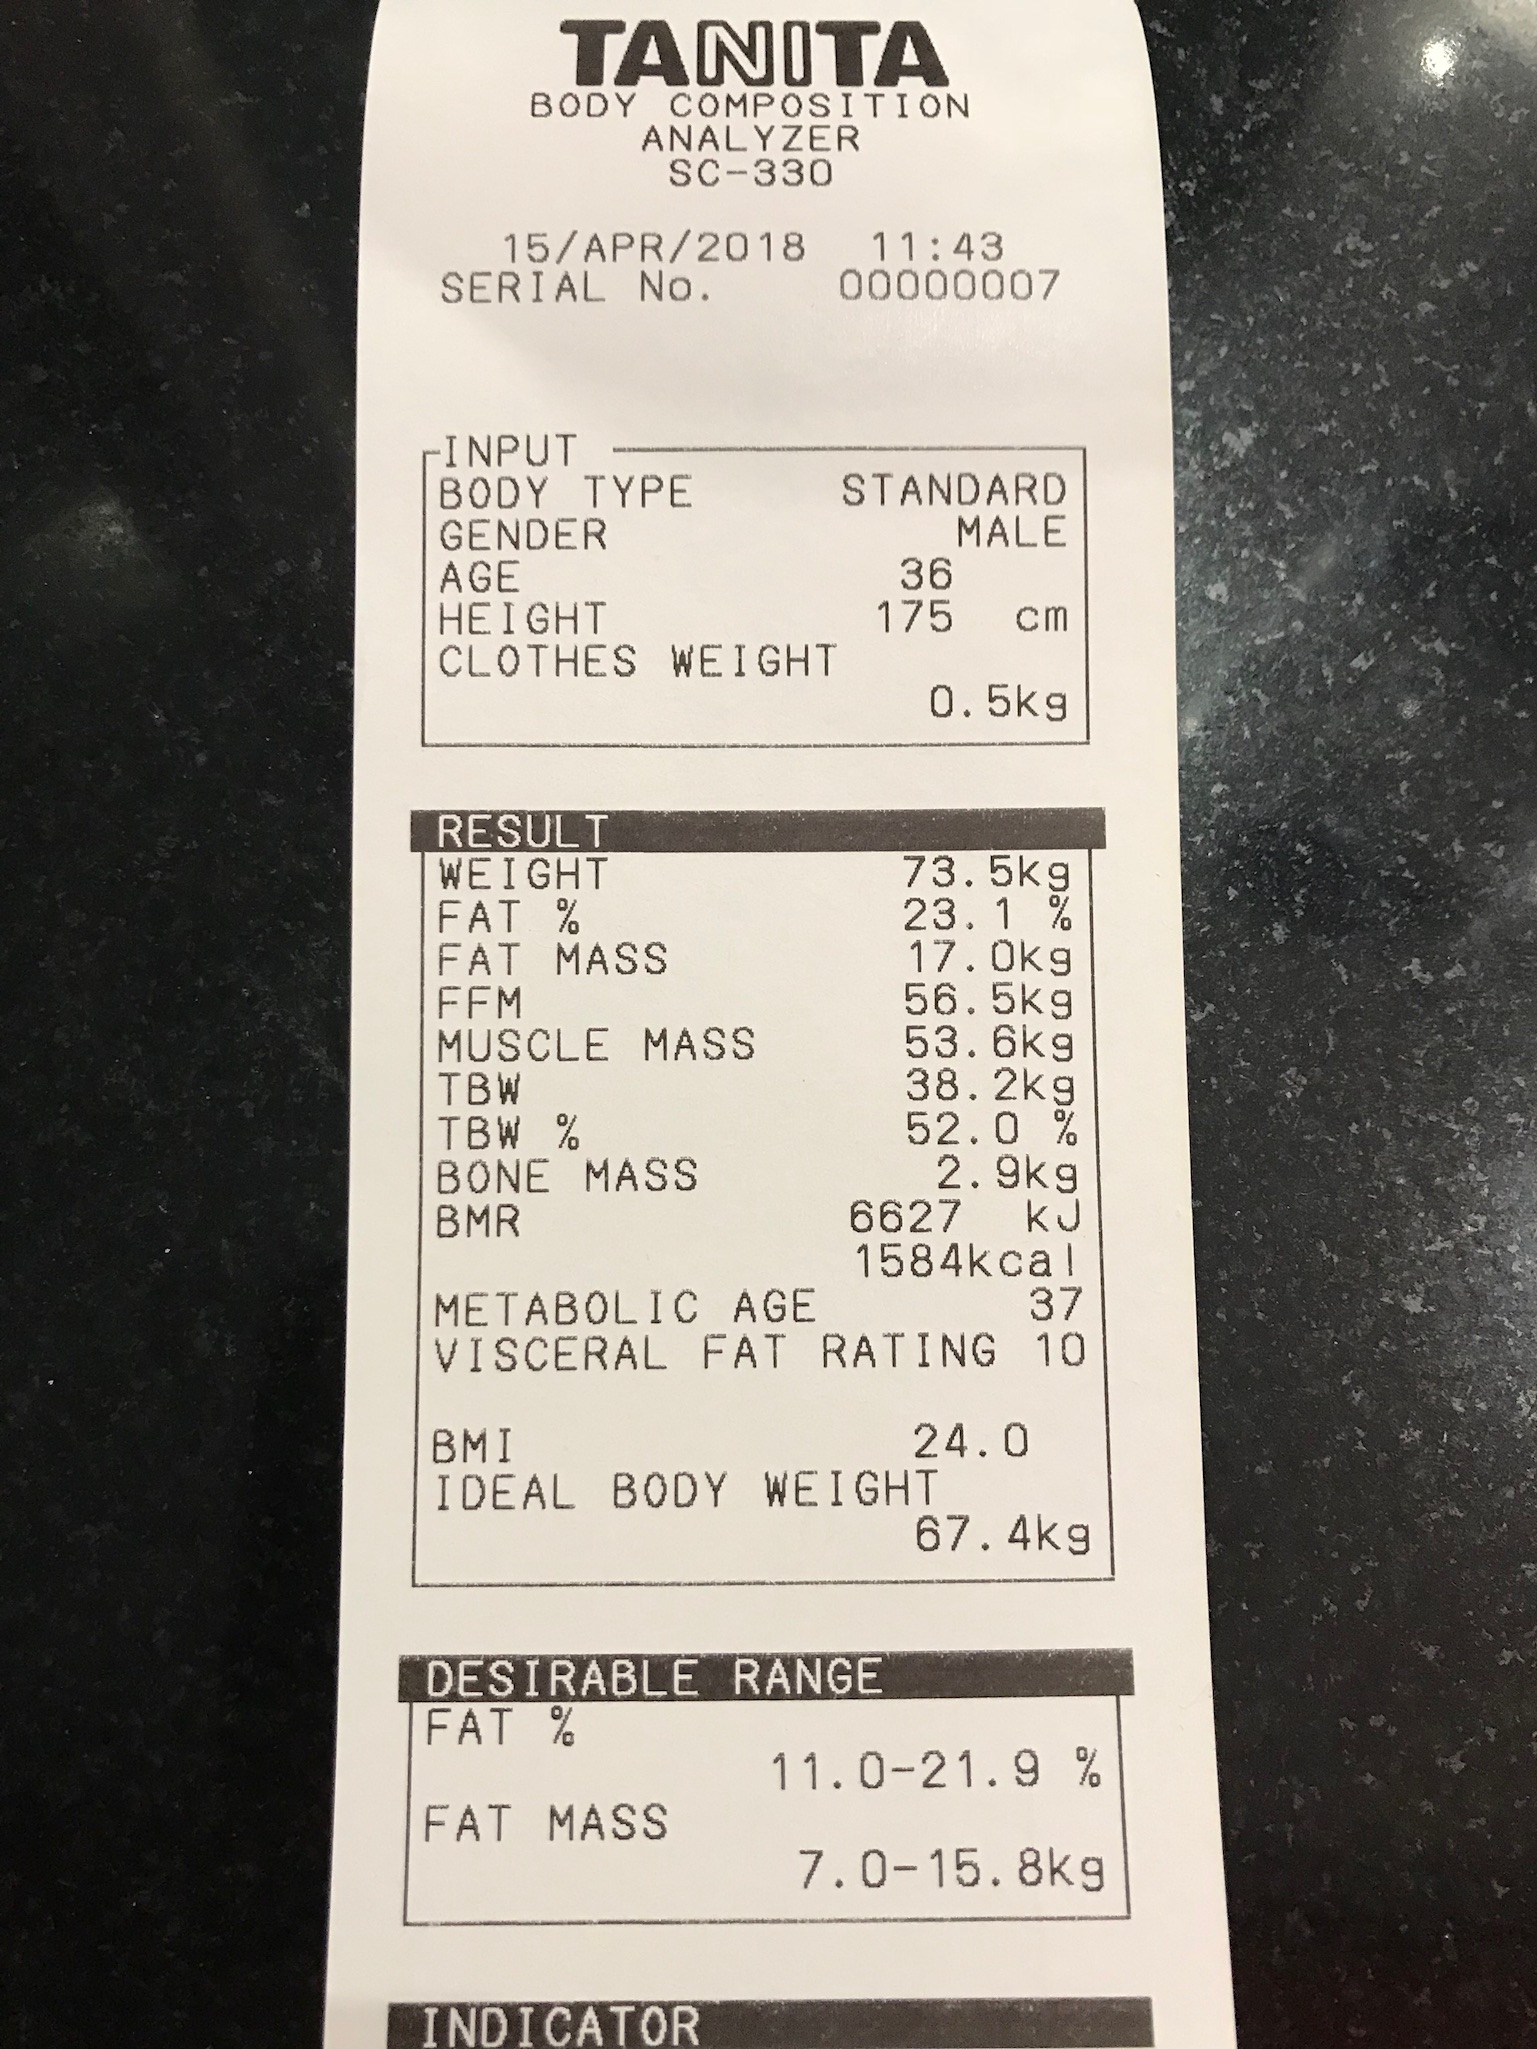 TANITA
BODY COMPOSITION
ANALYZER
SC-330
15/APR/2018 11:43
SERIAL No. 00000007
INPUT
BODY TYPE STANDARD
GENDER MALE
AGE 36
HEIGHT 175 cm
CLOTHES WEIGHT
0.5kg
RESULT
WEIGHT 73.5kg
FAT % 23.1 %
FAT MASS 17.0kg
FFM 56.5kg
MUSCLE MASS 53.6kg
TBW 38.2kg
TBW % 52.0 %
BONE MASS 2.9kg
BMR 6627 kJ
1584kcal
METABOLIC AGE 37
VISCERAL FAT RATING 10
BMI 24.0
IDEAL BODY WEIGHT
67.4kg
DESIRABLE RANGE
FAT %
11.0-21.9 %
FAT MASS
7.0-15.8kg
INDICATOR